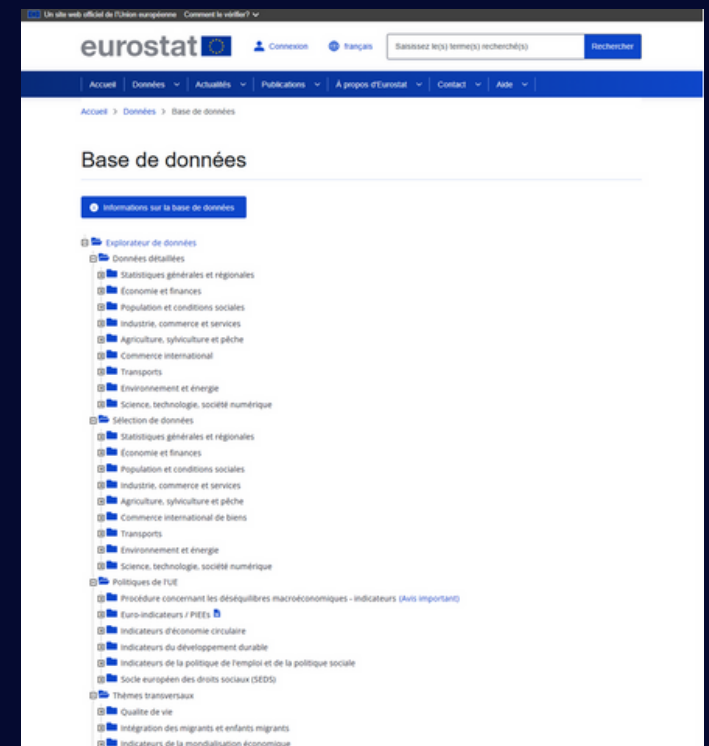 Un site web officiel de l'Union européenne Comment le vérifier?
eurostat Connexion français Saisissez le(s) terme(s) recherché(s) Rechercher
Accueil Données Actualités Publications À propos d'Eurostat Contact Aide
Accueil > Données > Base de données
Base de données
Informations sur la base de données
Explorateur de données
Données détaillées
Statistiques générales et régionales
Économie et finances
Population et conditions sociales
Industrie, commerce et services
Agriculture, sylviculture et pêche
Commerce international
Transports
Environnement et énergie
Science, technologie, société numérique
Sélection de données
Statistiques générales et régionales
Économie et finances
Population et conditions sociales
Industrie, commerce et services
Agriculture, sylviculture et pêche
Commerce international de biens
Transports
Environnement et énergie
Science, technologie, société numérique
Politiques de l'UE
Procédure concernant les déséquilibres macroéconomiques - indicateurs (Avis important)
Euro-indicateurs / PIEEs
Indicateurs d'économie circulaire
Indicateurs du développement durable
Indicateurs de la politique de l'emploi et de la politique sociale
Socle européen des droits sociaux (SEDS)
Thèmes transversaux
Qualite de vie
Intégration des migrants et enfants migrants
Indicateurs de la mondialisation économique